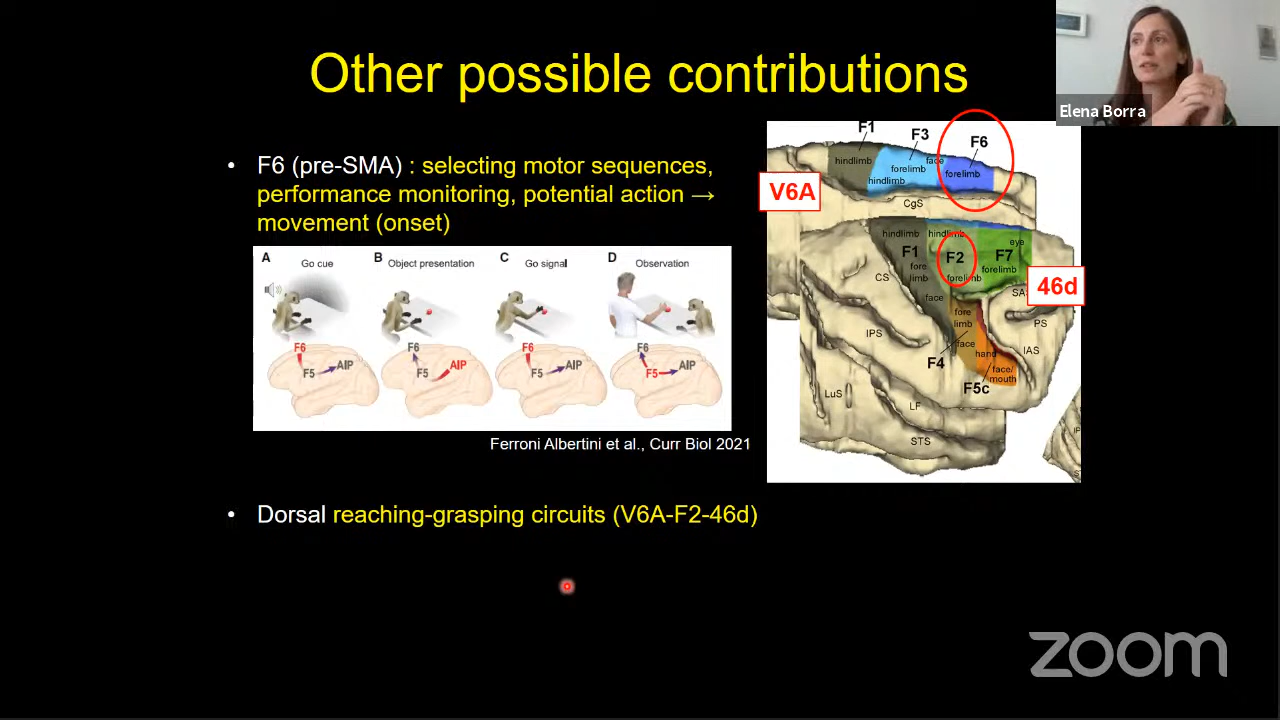 Other possible contributions
Elena Borra
• F6 (pre-SMA) : selecting motor sequences,
performance monitoring, potential action →
movement (onset)
A Go cue
B Object presentation
C Go signal
D Observation
F6 F5 AIP
F6 F5 AIP
F6 F5 AIP
F6 F5 AIP
Ferroni Albertini et al., Curr Biol 2021
• Dorsal reaching-grasping circuits (V6A-F2-46d)
F1
F3
F6
hindlimb
face
forelimb
hindlimb
forelimb
V6A
CgS
hindlimb
hindlimb
eye
F1
F2
F7
fore
limb
forelimb
forelimb
CS
46d
face
fore
limb
PS
IPS
face
hand
IAS
F4
face/
mouth
F5c
LuS
LF
STS
zoom